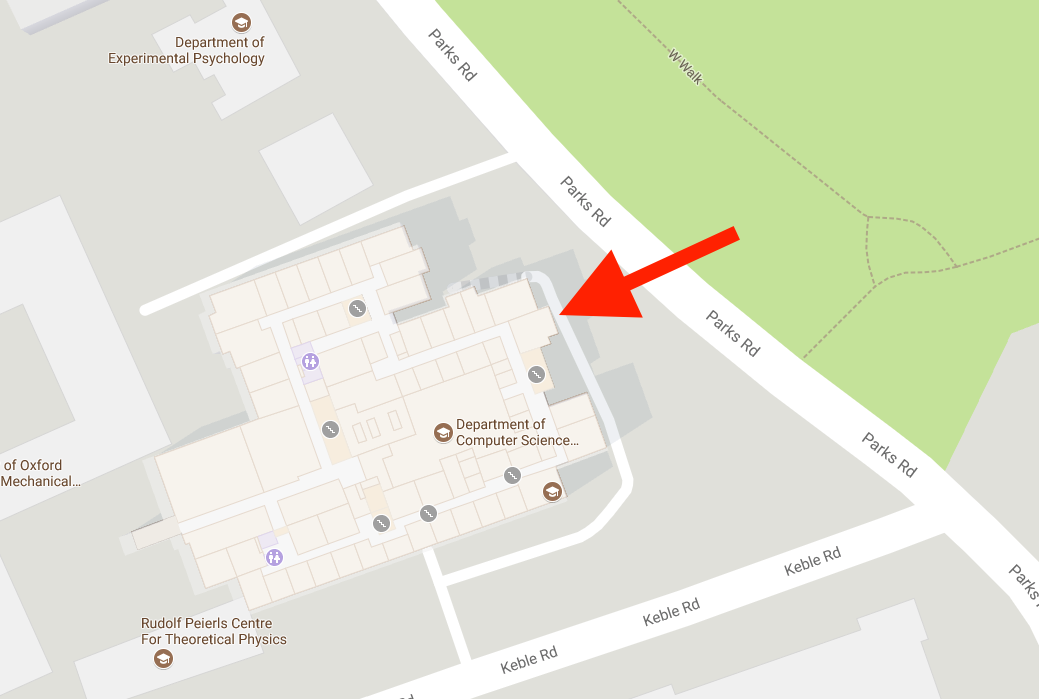 Department of
Experimental Psychology
Parks Rd
W Walk
Parks Rd
Parks Rd
Department of
Computer Science...
Parks Rd
of Oxford
Mechanical...
Keble Rd
Parks
Keble Rd
Rudolf Peierls Centre
For Theoretical Physics
Keble Rd